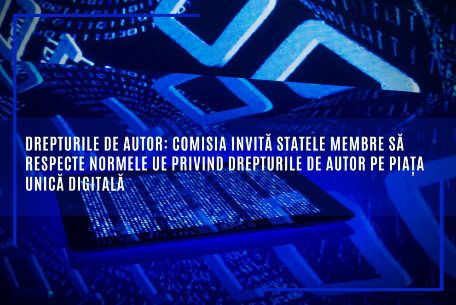 DREPTURILE DE AUTOR: COMISIA INVITĂ STATELE MEMBRE SĂ
RESPECTE NORMELE UE PRIVIND DREPTURILE DE AUTOR PE PIAȚA
UNICĂ DIGITALĂ